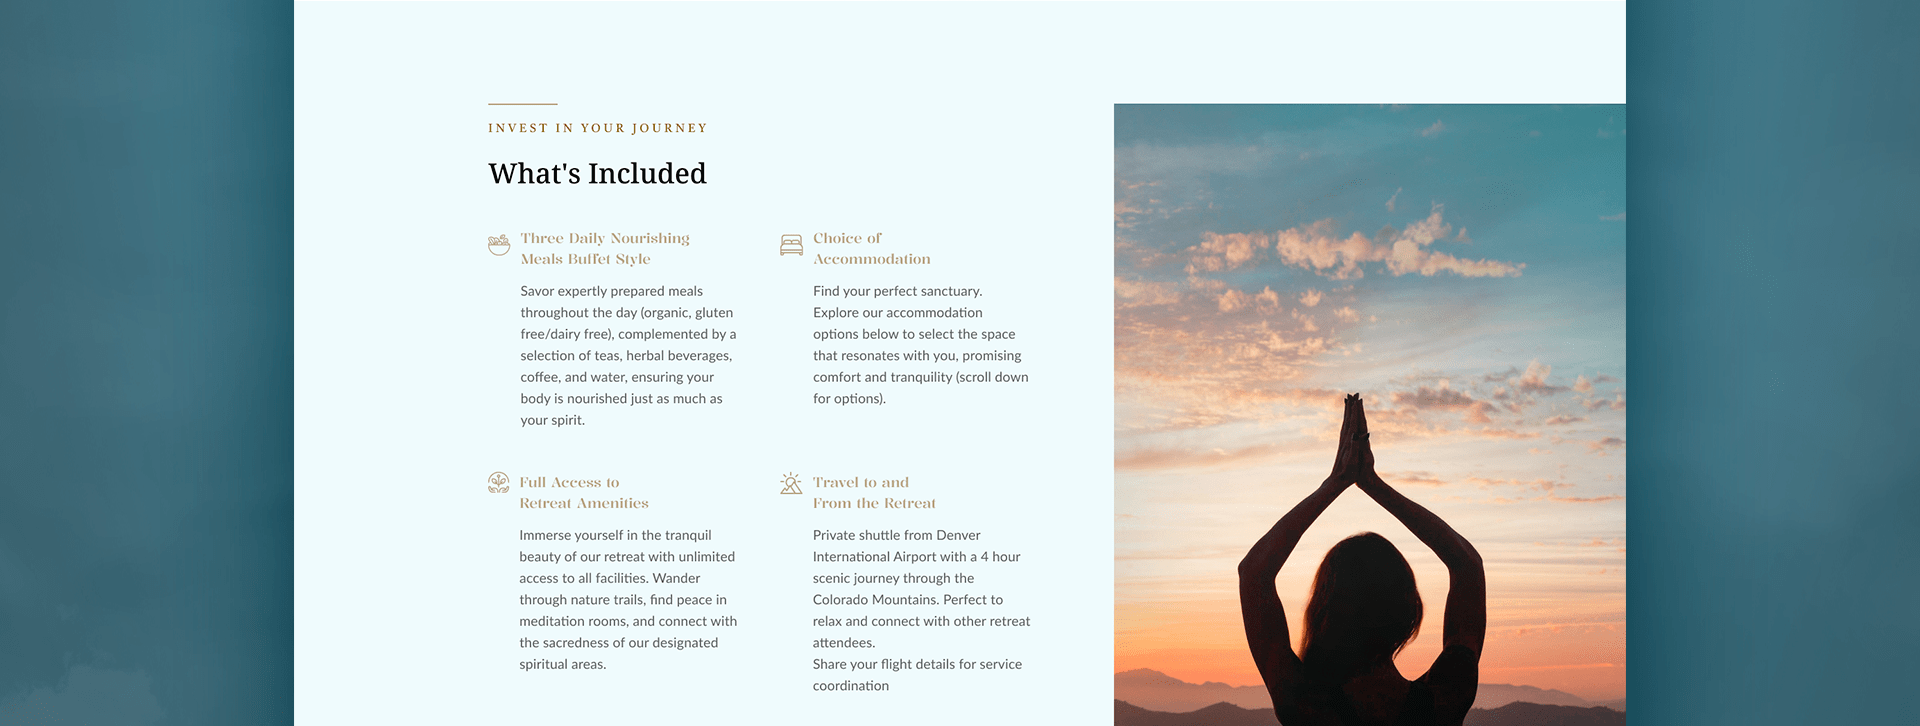 INVEST IN YOUR JOURNEY
What's Included
Three Daily Nourishing
Meals Buffet Style
Savor expertly prepared meals
throughout the day (organic, gluten
free/dairy free), complemented by a
selection of teas, herbal beverages,
coffee, and water, ensuring your
body is nourished just as much as
your spirit.
Choice of
Accommodation
Find your perfect sanctuary.
Explore our accommodation
options below to select the space
that resonates with you, promising
comfort and tranquility (scroll down
for options).
Full Access to
Retreat Amenities
Immerse yourself in the tranquil
beauty of our retreat with unlimited
access to all facilities. Wander
through nature trails, find peace in
meditation rooms, and connect with
the sacredness of our designated
spiritual areas.
Travel to and
From the Retreat
Private shuttle from Denver
International Airport with a 4 hour
scenic journey through the
Colorado Mountains. Perfect to
relax and connect with other retreat
attendees.
Share your flight details for service
coordination